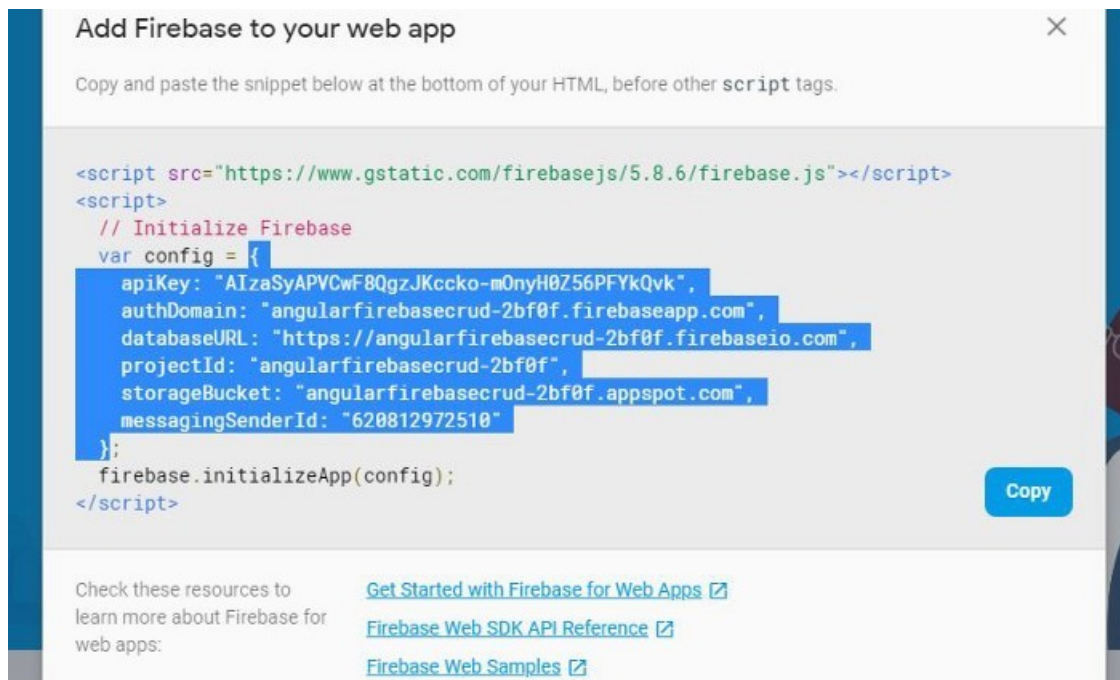 Add Firebase to your web app
Copy and paste the snippet below at the bottom of your HTML, before other script tags.
<script src="https://www.gstatic.com/firebasejs/5.8.6/firebase.js"></script>
<script>
// Initialize Firebase
var config = {
apiKey: "AIzaSyAPVCwF8QgzJKccko-mOnyH0Z56PFYkQvk",
authDomain: "angularfirebasecrud-2bf0f.firebaseapp.com",
databaseURL: "https://angularfirebasecrud-2bf0f.firebaseio.com",
projectId: "angularfirebasecrud-2bf0f",
storageBucket: "angularfirebasecrud-2bf0f.appspot.com",
messagingSenderId: "620812972510"
};
firebase.initializeApp(config);
</script>
Copy
Check these resources to
learn more about Firebase for
web apps:
Get Started with Firebase for Web Apps
Firebase Web SDK API Reference
Firebase Web Samples